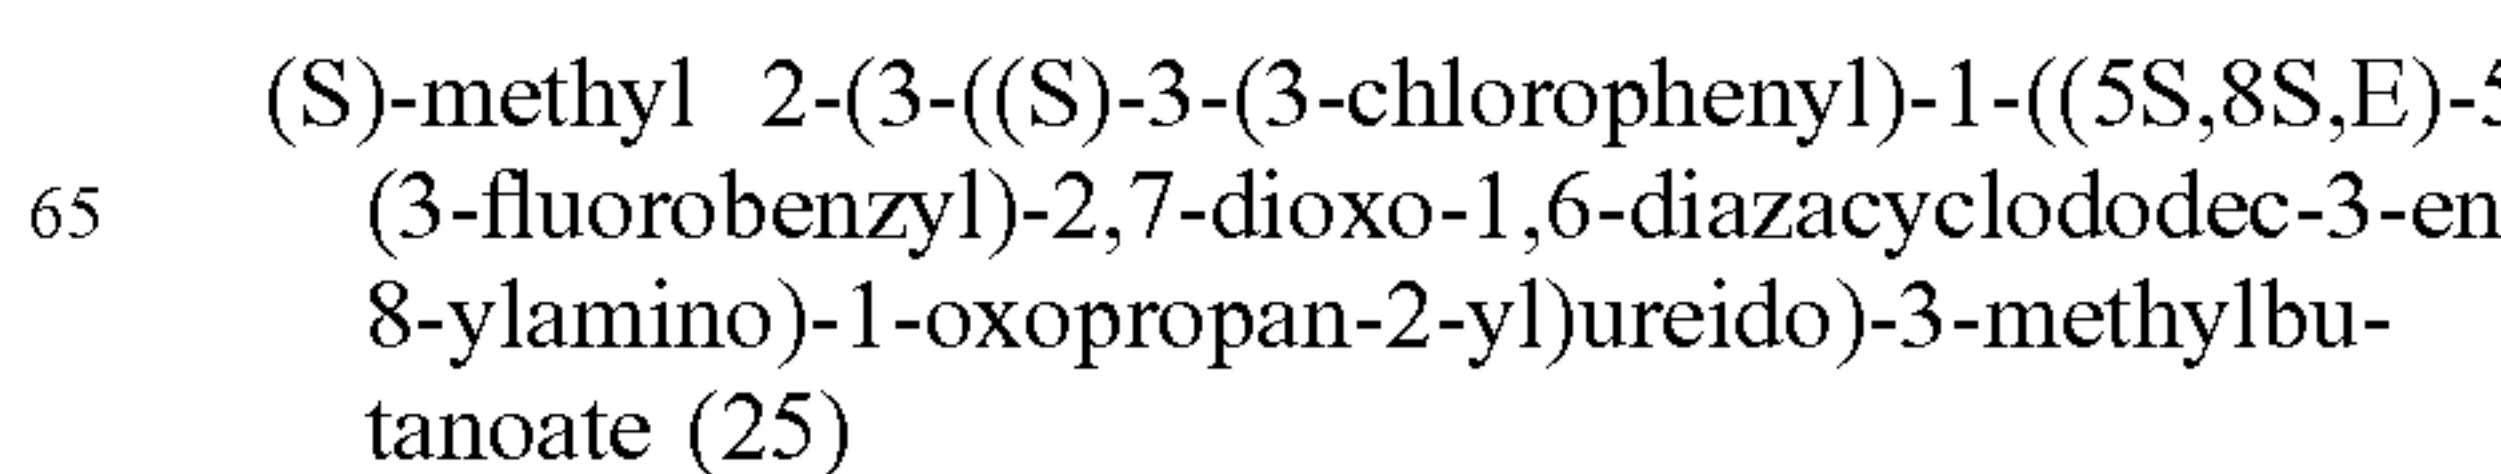 (S)-methyl 2-(3-((S)-3-(3-chlorophenyl)-1-((5S,8S,E)-5
65 (3-fluorobenzyl)-2,7-dioxo-1,6-diazacyclododec-3-en
8-ylamino)-1-oxopropan-2-yl)ureido)-3-methylbu-
tanoate (25)